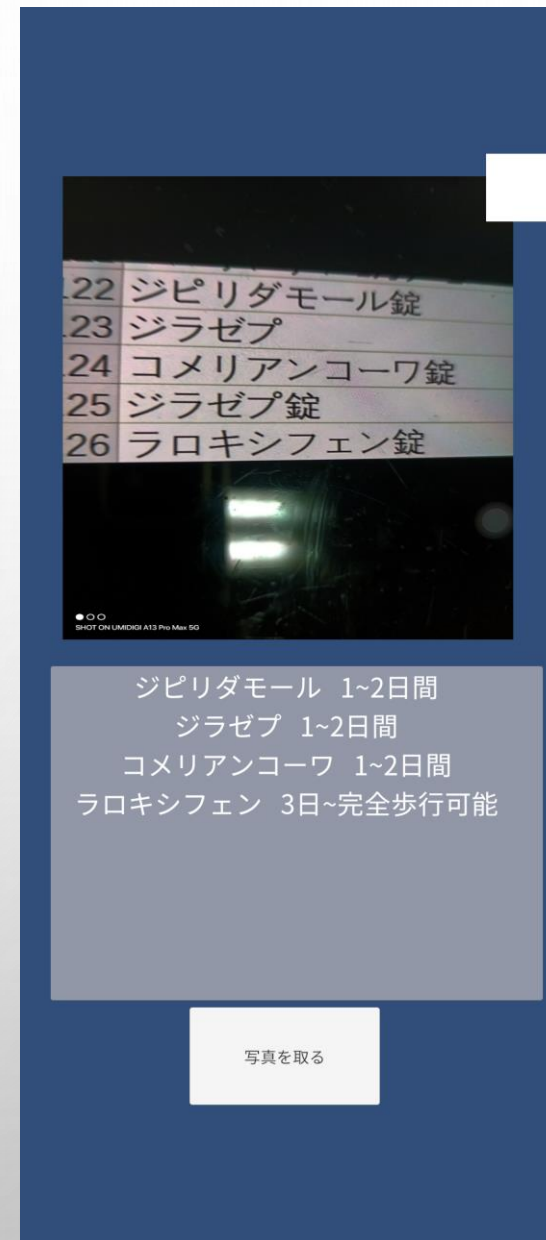 122 ジピリダモール錠
23 ジラゼプ
24 コメリアンコーワ錠
25 ジラゼプ錠
26 ラロキシフェン錠
SHOT ON UMIDIGI A13 Pro Max 5G
ジピリダモール 1~2日間
ジラゼプ 1~2日間
コメリアンコーワ 1~2日間
ラロキシフェン 3日~完全歩行可能
写真を取る